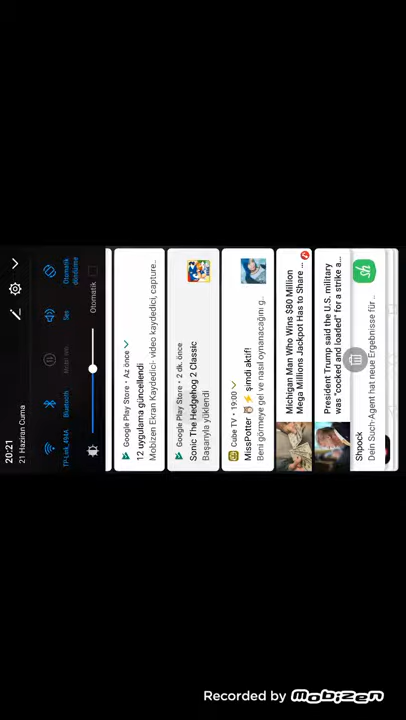 20:21
21 Haziran Cuma
TP-Link_494A
Bluetooth
Ses
Otomatik
döndürme
Otomatik
Google Play Store • Az önce
12 uygulama güncellendi
Mobizen Ekran Kaydedici- video kaydedici, capture..
Google Play Store • 2 dk. önce
Sonic The Hedgehog 2 Classic
Başarıyla yüklendi
Cube TV • 19:00
MissPotter 👸⚡ şimdi aktif!
Beni görmeye gel ve nasıl oynanacağını g..
Michigan Man Who Wins $80 Million
Mega Millions Jackpot Has to Share ...
President Trump said the U.S. military
was "cocked and loaded" for a strike a...
Shpock
Dein Such-Agent hat neue Ergebnisse für ..
Recorded by mobizen